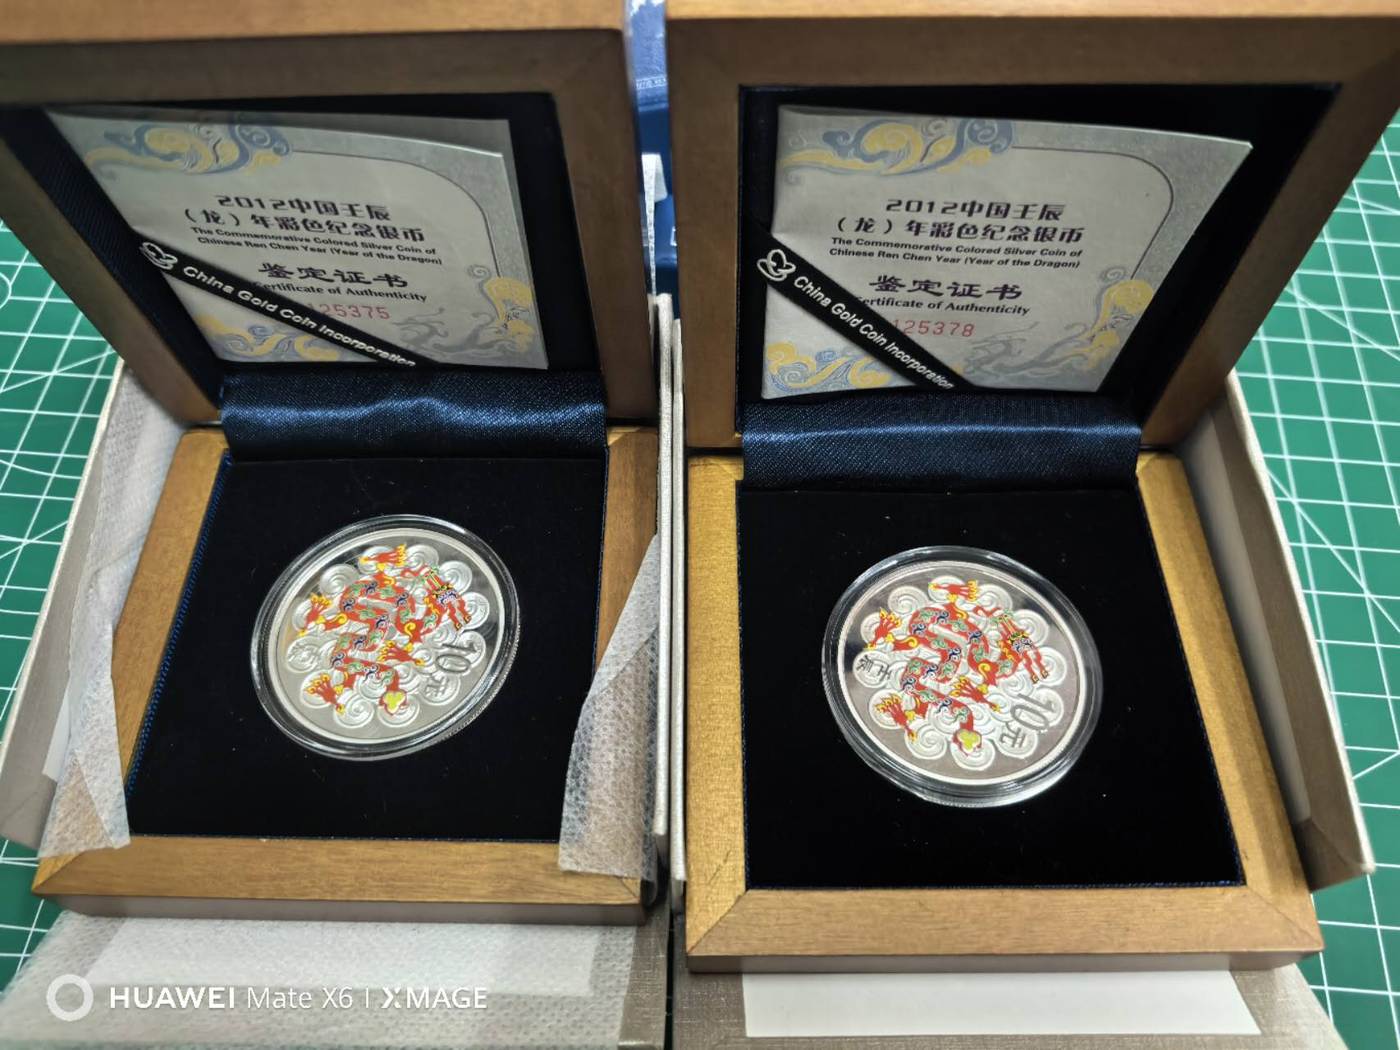 2012中国壬辰
（龙）年彩色纪念银币
The Commemorative Colored Silver Coin of
Chinese Ren Chen Year (Year of the Dragon)
鉴定证书
Certificate of Authenticity
125375
China Gold Coin Incorporation
10元
2012中国壬辰
（龙）年彩色纪念银币
The Commemorative Colored Silver Coin of
Chinese Ren Chen Year (Year of the Dragon)
鉴定证书
Certificate of Authenticity
125378
China Gold Coin Incorporation
壬辰
10元
HUAWEI Mate X6 | XMAGE